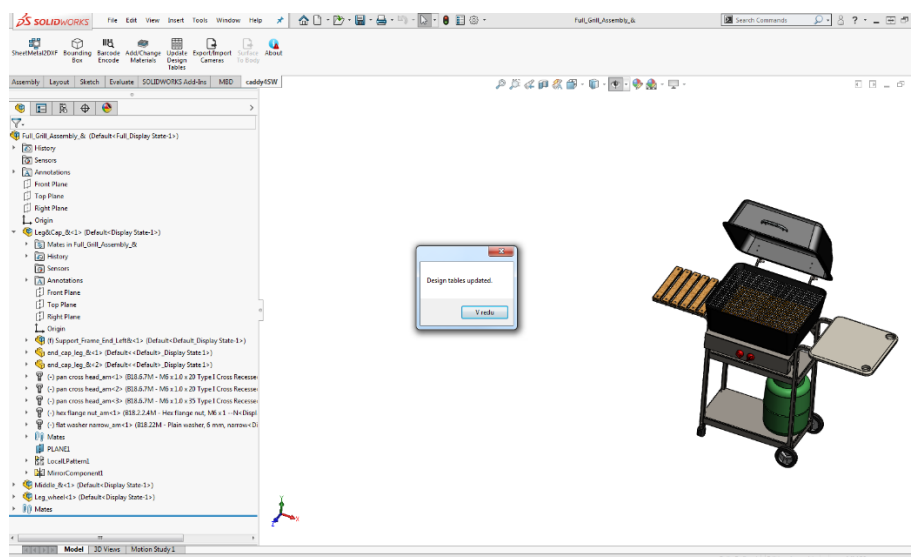 SOLIDWORKS File Edit View Insert Tools Window Help
Full_Grill_Assembly_&
Search Commands
SheetMetal2DXF Bounding Box Barcode Encode Add/Change Materials Update Design Tables Export/Import Cameras Surface To Body About
Assembly Layout Sketch Evaluate SOLIDWORKS Add-Ins MBD caddy4SW
Full_Grill_Assembly_& (Default<Full_Display State-1>)
History
Sensors
Annotations
Front Plane
Top Plane
Right Plane
Origin
Leg&Cap_&<1> (Default<Display State-1>)
Mates in Full_Grill_Assembly_&
History
Sensors
Annotations
Front Plane
Top Plane
Right Plane
Origin
(f) Support_Frame_End_Left&<1> (Default<Default_Display State-1>)
end_cap_leg_&<1> (Default<<Default>_Display State 1>)
end_cap_leg_&<2> (Default<<Default>_Display State 1>)
(-) pan cross head_am<1> (B18.6.7M - M6 x 1.0 x 20 Type I Cross Recesse
(-) pan cross head_am<2> (B18.6.7M - M6 x 1.0 x 20 Type I Cross Recesse
(-) pan cross head_am<3> (B18.6.7M - M6 x 1.0 x 35 Type I Cross Recesse
(-) hex flange nut_am<1> (B18.2.2.4M - Hex flange nut, M6 x 1 --N<Displ
(-) flat washer narrow_am<1> (B18.22M - Plain washer, 6 mm, narrow<Di
Mates
PLANE1
LocalLPattern1
MirrorComponent1
Middle_&<1> (Default<Display State-1>)
Leg_wheel<1> (Default<Display State-1>)
Mates
Design tables updated.
V redu
Model 3D Views Motion Study 1